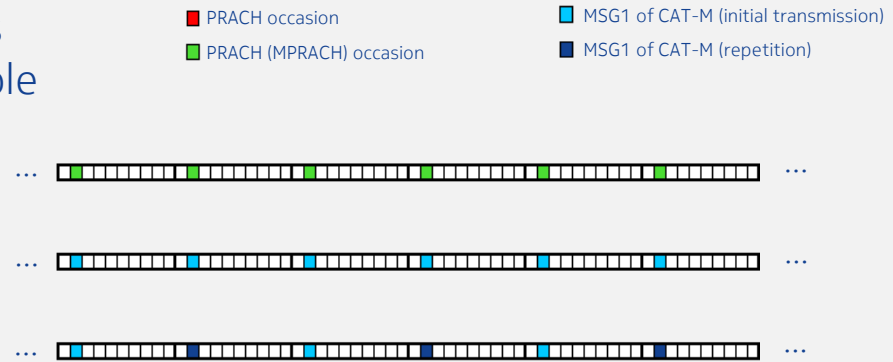 PRACH occasion
MSG1 of CAT-M (initial transmission)
PRACH (MPRACH) occasion
MSG1 of CAT-M (repetition)
... ...
... ...
... ...